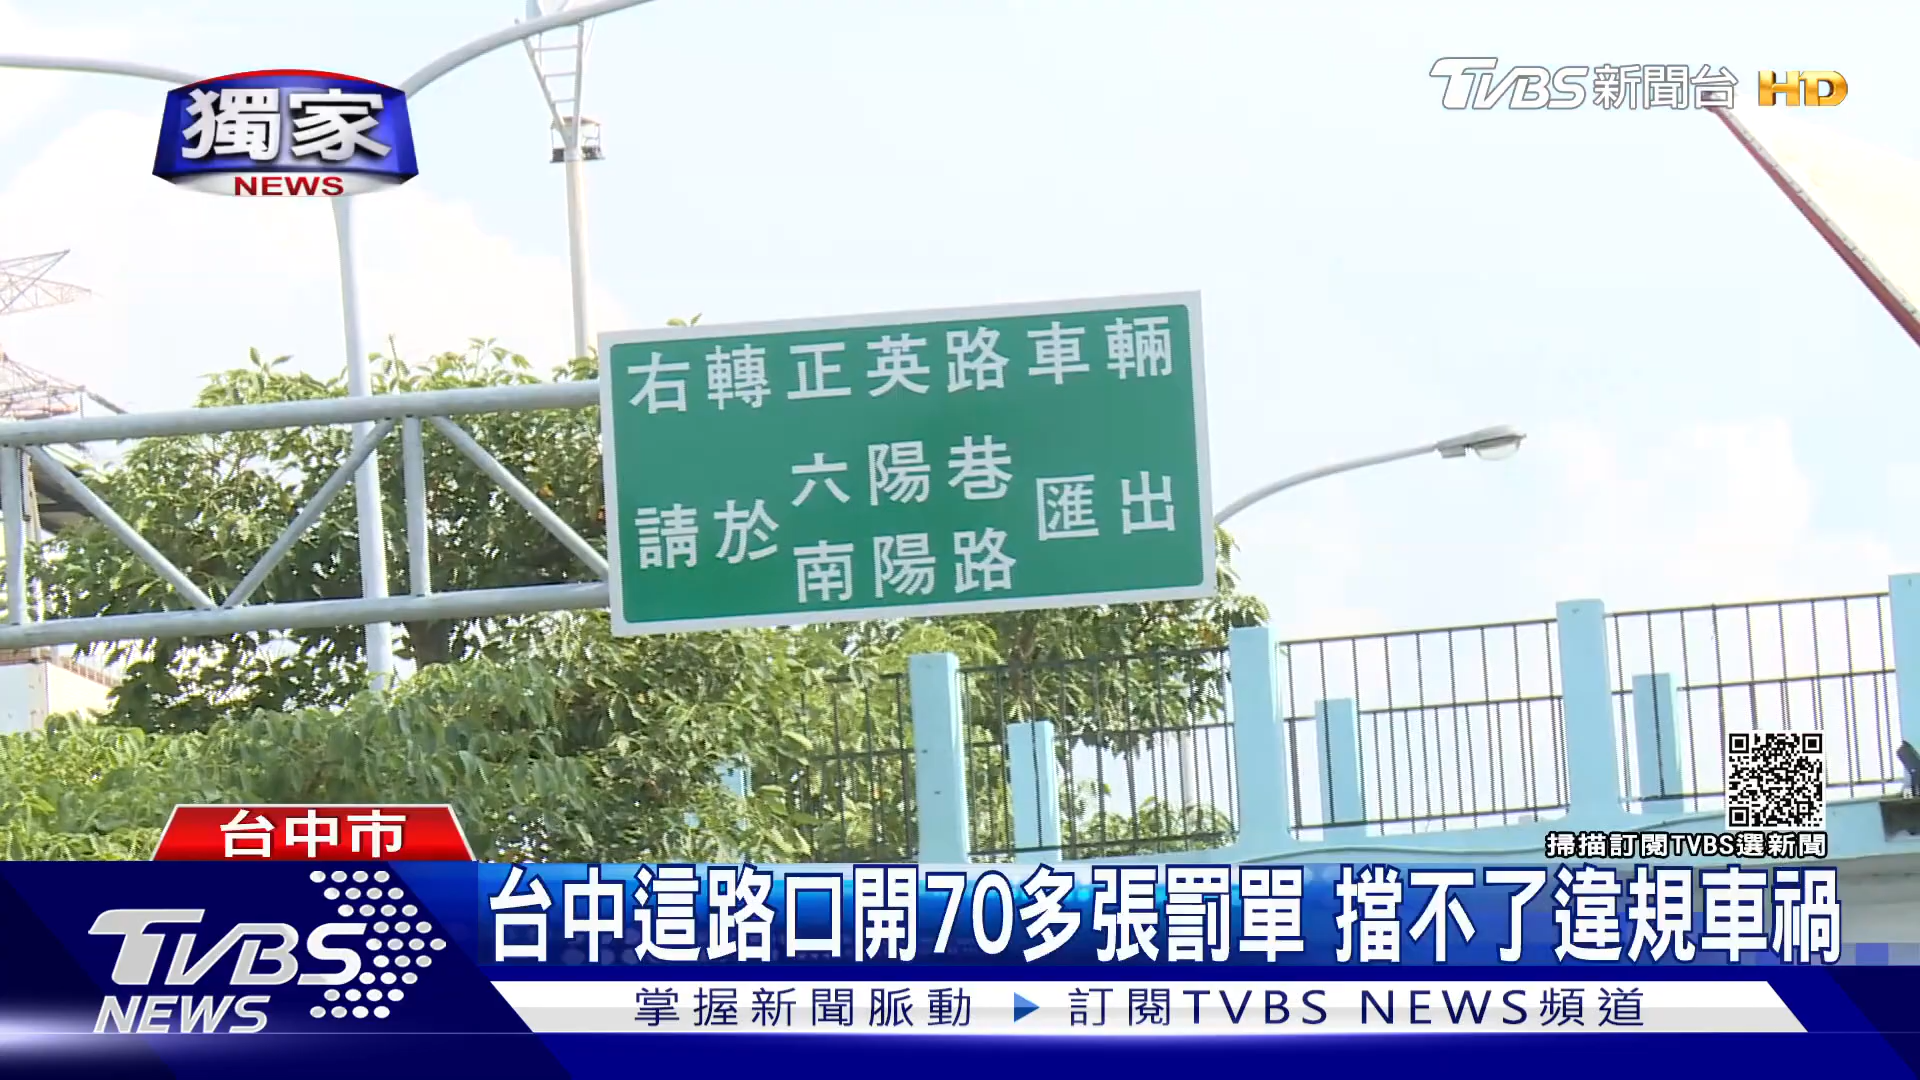 獨家
NEWS
TVBS新聞台 HD
右轉正英路車輛
請於 六陽巷 匯出
南陽路
掃描訂閱TVBS選新聞
台中市
台中這路口開70多張罰單 擋不了違規車禍
TVBS
NEWS
掌握新聞脈動 ▶ 訂閱TVBS NEWS頻道